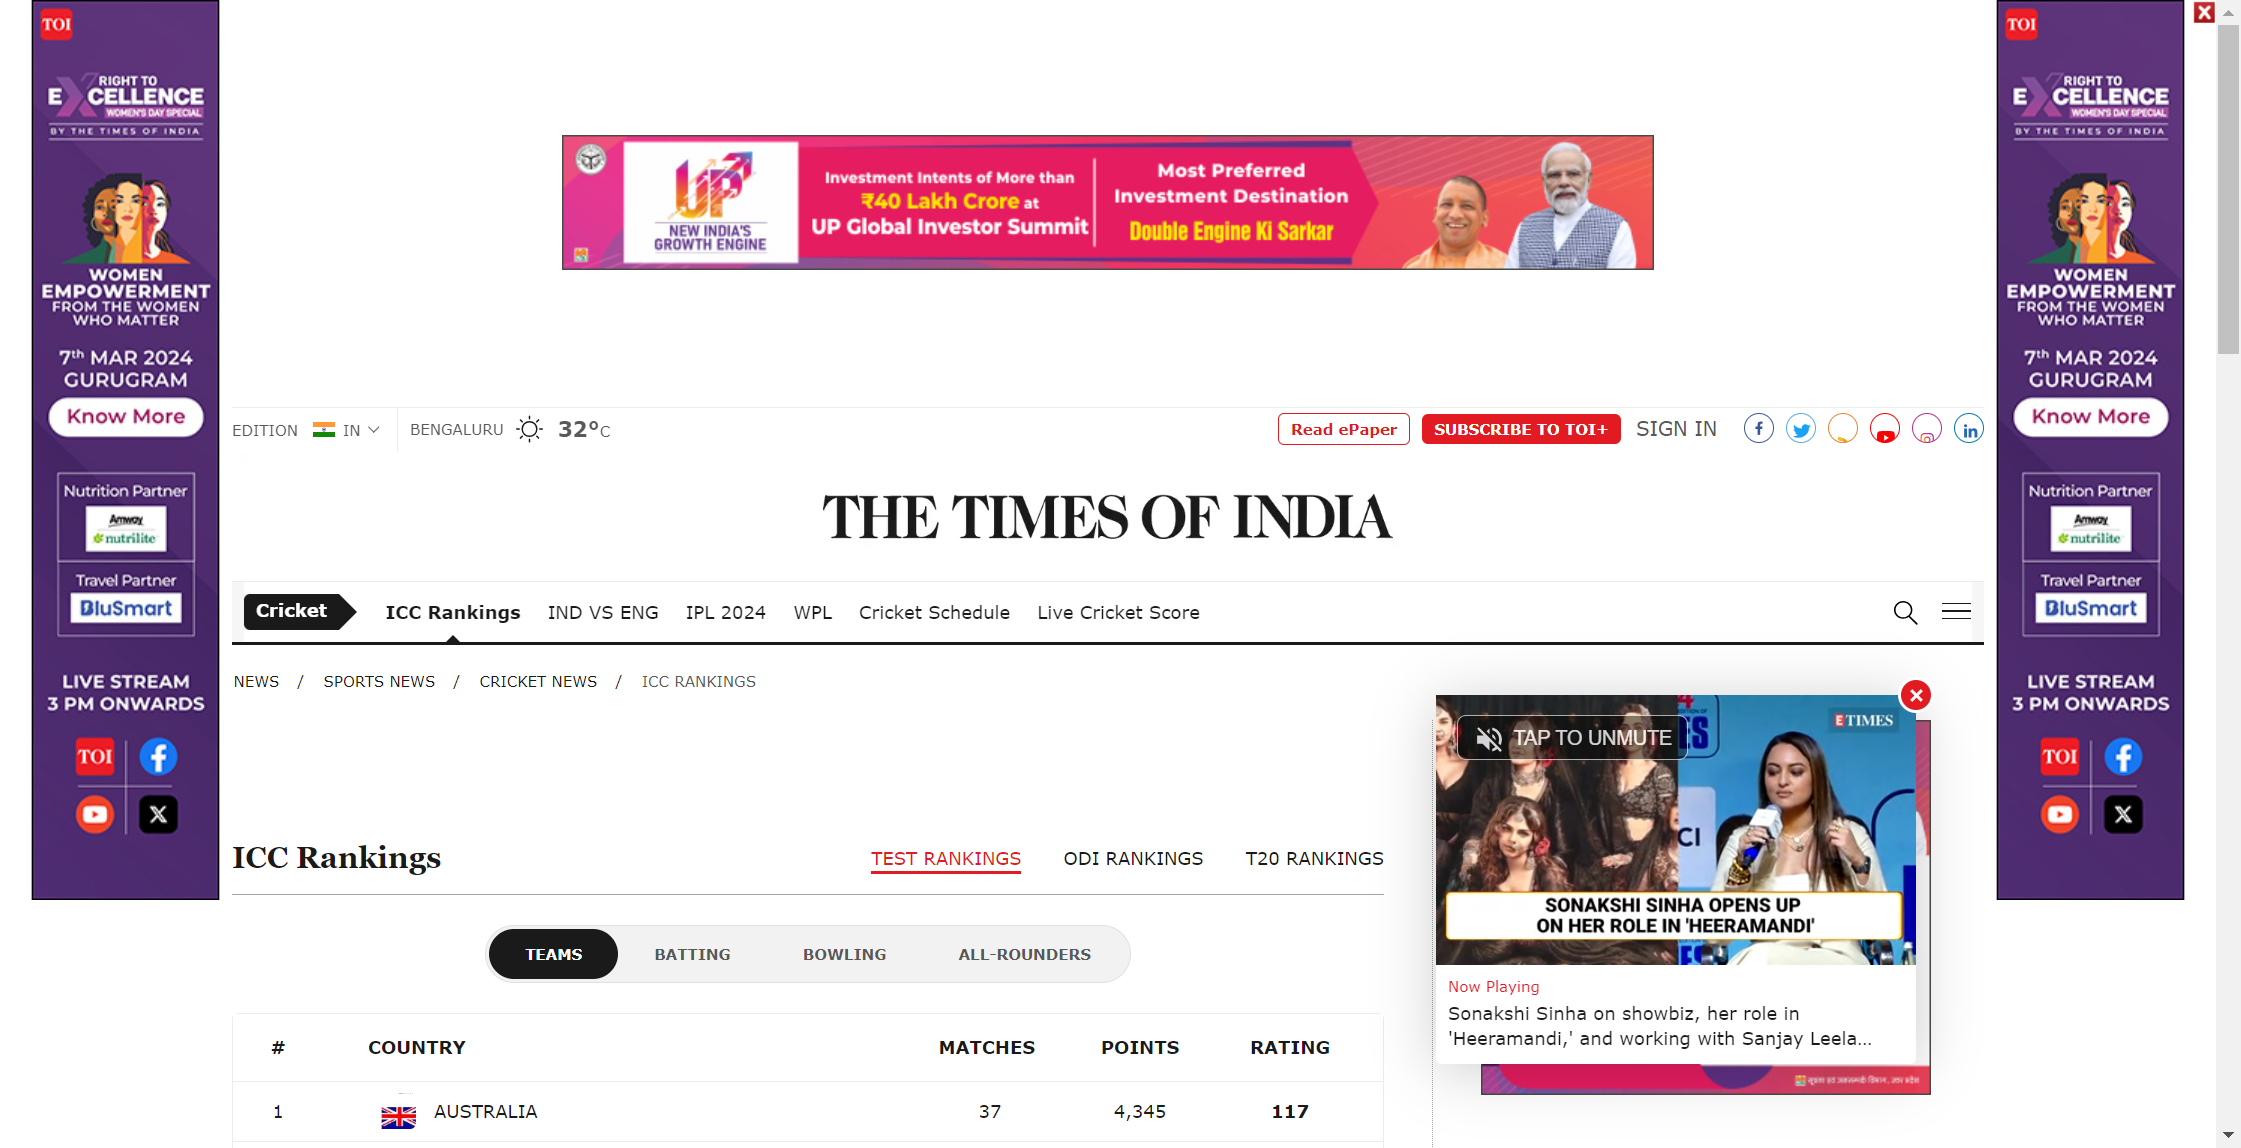 TOI
RIGHT TO
EXCELLENCE
WOMEN'S DAY SPECIAL
BY THE TIMES OF INDIA
WOMEN
EMPOWERMENT
FROM THE WOMEN
WHO MATTER
7th MAR 2024
GURUGRAM
Know More
Nutrition Partner
Amway
nutrilite
Travel Partner
BluSmart
LIVE STREAM
3 PM ONWARDS
TOI
UP
NEW INDIA'S
GROWTH ENGINE
Investment Intents of More than
₹40 Lakh Crore at
UP Global Investor Summit
Most Preferred
Investment Destination
Double Engine Ki Sarkar
EDITION IN BENGALURU 32°C Read ePaper SUBSCRIBE TO TOI+ SIGN IN
THE TIMES OF INDIA
Cricket ICC Rankings IND VS ENG IPL 2024 WPL Cricket Schedule Live Cricket Score
NEWS / SPORTS NEWS / CRICKET NEWS / ICC RANKINGS
ICC Rankings TEST RANKINGS ODI RANKINGS T20 RANKINGS
TEAMS BATTING BOWLING ALL-ROUNDERS
# COUNTRY MATCHES POINTS RATING
1 AUSTRALIA 37 4,345 117
TAP TO UNMUTE
ETIMES
SONAKSHI SINHA OPENS UP
ON HER ROLE IN 'HEERAMANDI'
Now Playing
Sonakshi Sinha on showbiz, her role in
'Heeramandi,' and working with Sanjay Leela...
TOI
RIGHT TO
EXCELLENCE
WOMEN'S DAY SPECIAL
BY THE TIMES OF INDIA
WOMEN
EMPOWERMENT
FROM THE WOMEN
WHO MATTER
7th MAR 2024
GURUGRAM
Know More
Nutrition Partner
Amway
nutrilite
Travel Partner
BluSmart
LIVE STREAM
3 PM ONWARDS
TOI